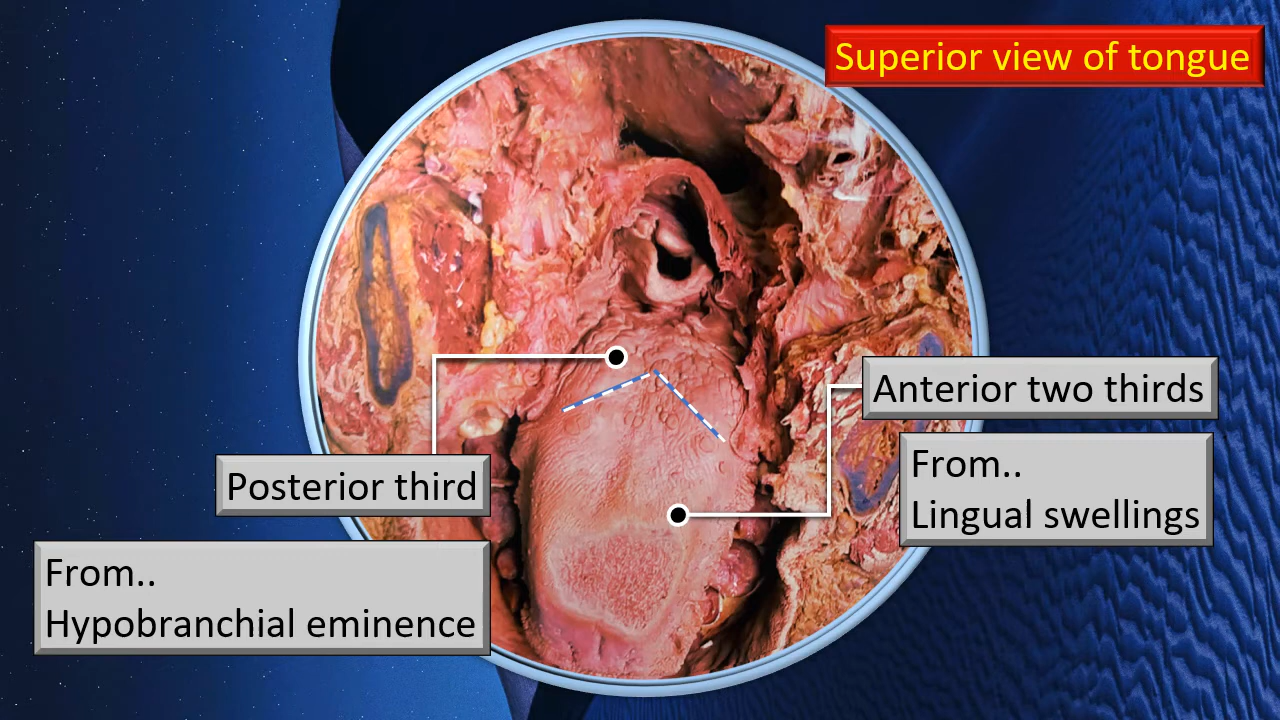 Superior view of tongue
Anterior two thirds
From..
Lingual swellings
Posterior third
From..
Hypobranchial eminence